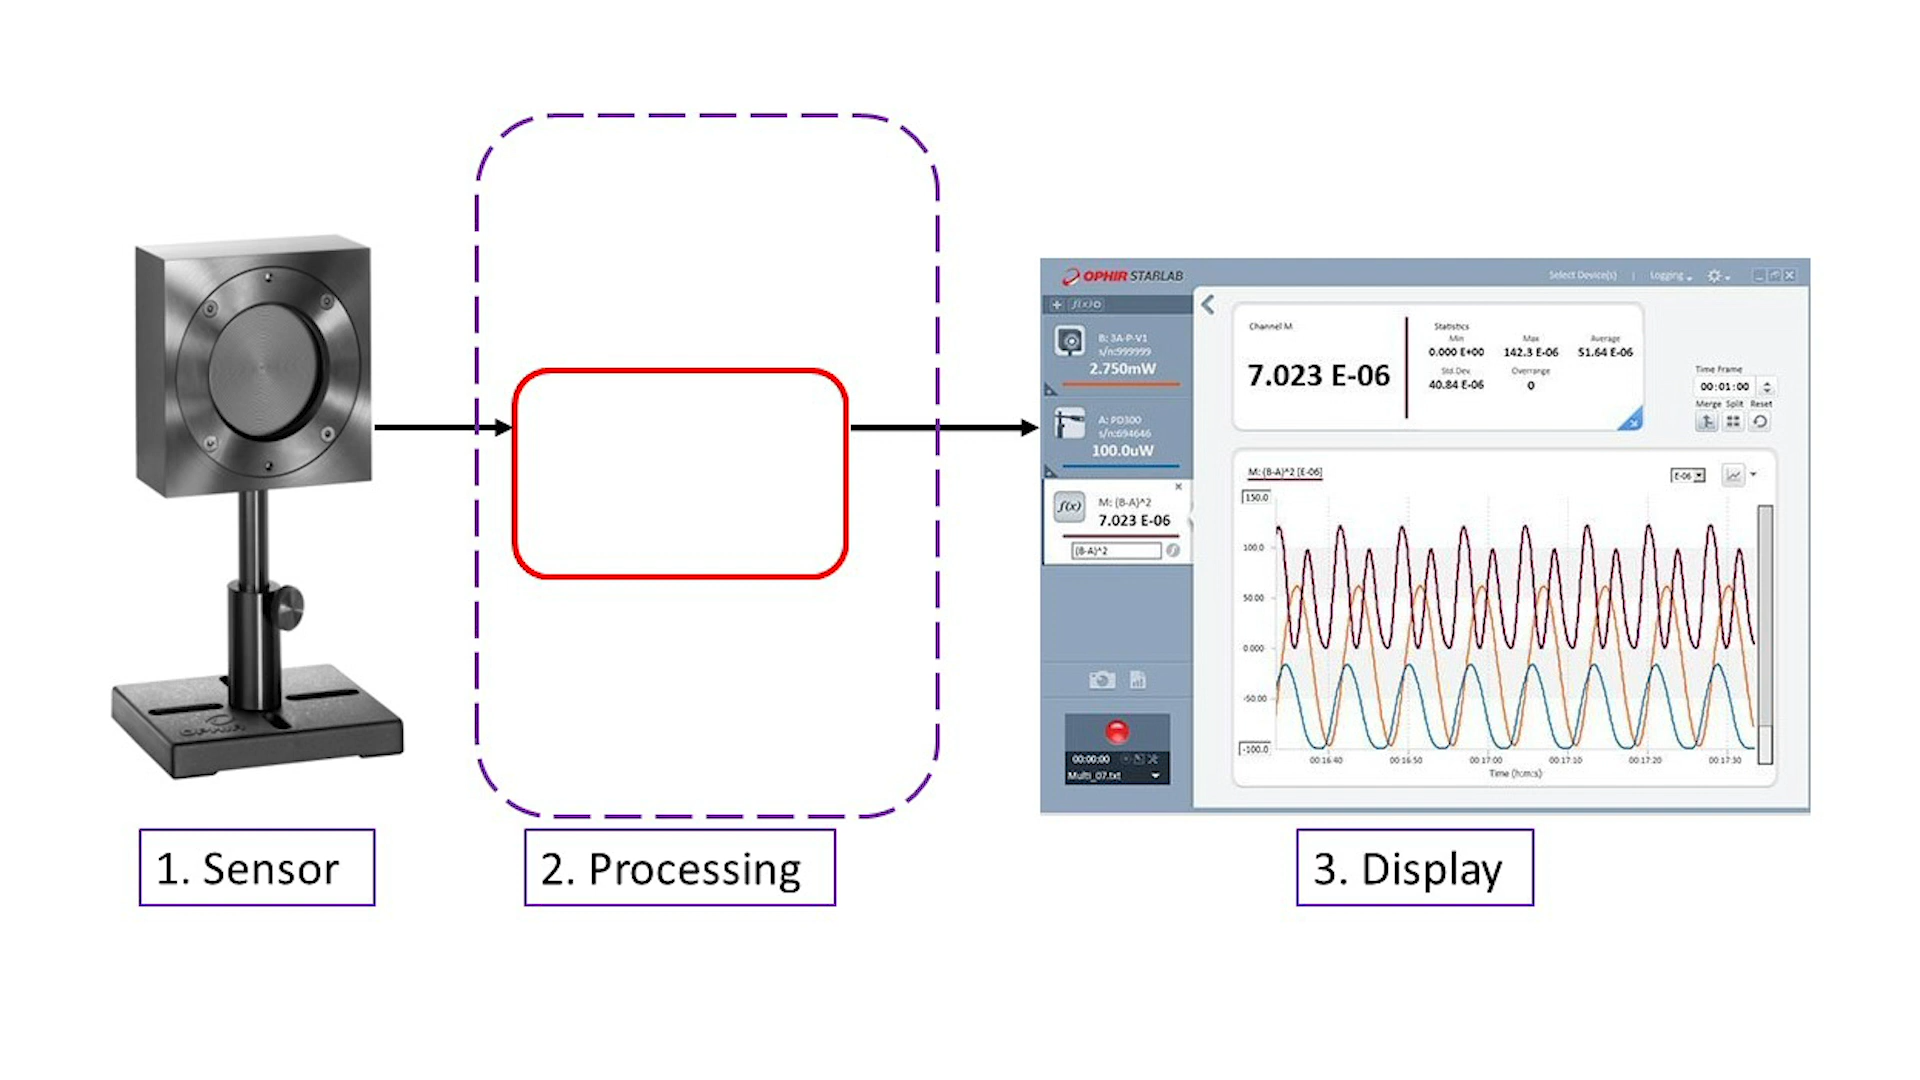 OPHIR STARLAB
Select Device(s) | Logging
f(x)
B: 3A-P-V1
s/n:999999
2.750mW
A: PD300
s/n:694646
100.0uW
f(x)
M: (B-A)^2
7.023 E-06
(B-A)^2
00:00:00
Multi_07.txt
Channel M
7.023 E-06
Statistics
Min Max Average
0.000 E+00 142.3 E-06 51.64 E-06
Std.Dev. Overrange
40.84 E-06 0
Time Frame
00:01:00
Merge Split Reset
M: (B-A)^2 [E-06]
E-06
150.0
100.0
50.00
0.000
-50.00
-100.0
00:16:40 00:16:50 00:17:00 00:17:10 00:17:20 00:17:30
Time (h:m:s)
OPHIR
1. Sensor
2. Processing
3. Display